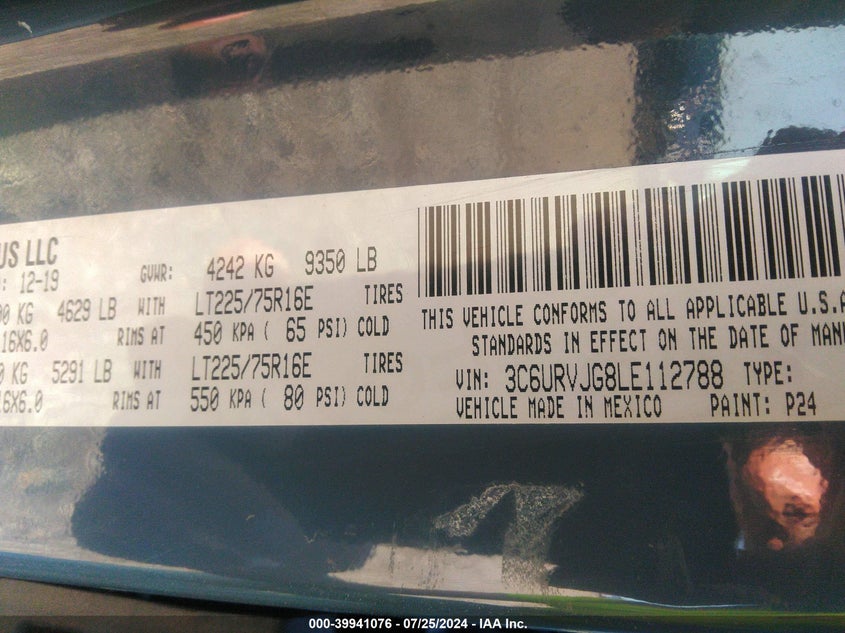 US LLC
12-19 GVWR: 4242 KG 9350 LB
KG 4629 LB WITH LT225/75R16E TIRES
16X6.0 RIMS AT 450 KPA ( 65 PSI) COLD
KG 5291 LB WITH LT225/75R16E TIRES
16X6.0 RIMS AT 550 KPA ( 80 PSI) COLD
THIS VEHICLE CONFORMS TO ALL APPLICABLE U.S.A
STANDARDS IN EFFECT ON THE DATE OF MAN
VIN: 3C6URVJG8LE112788 TYPE:
VEHICLE MADE IN MEXICO PAINT: P24
000-39941076 - 07/25/2024 - IAA Inc.